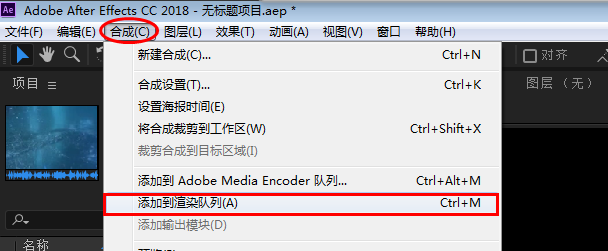 Ae Adobe After Effects CC 2018 - 无标题项目.aep *
文件(F) 编辑(E) 合成(C) 图层(L) 效果(T) 动画(A) 视图(V) 窗口 帮助(H)
新建合成(C)... Ctrl+N
对齐
项目 ≡
合成设置(T)... Ctrl+K
图层 （无）
设置海报时间(E)
将合成裁剪到工作区(W) Ctrl+Shift+X
裁剪合成到目标区域(I)
添加到 Adobe Media Encoder 队列... Ctrl+Alt+M
添加到渲染队列(A) Ctrl+M
添加输出模块(D)
名称